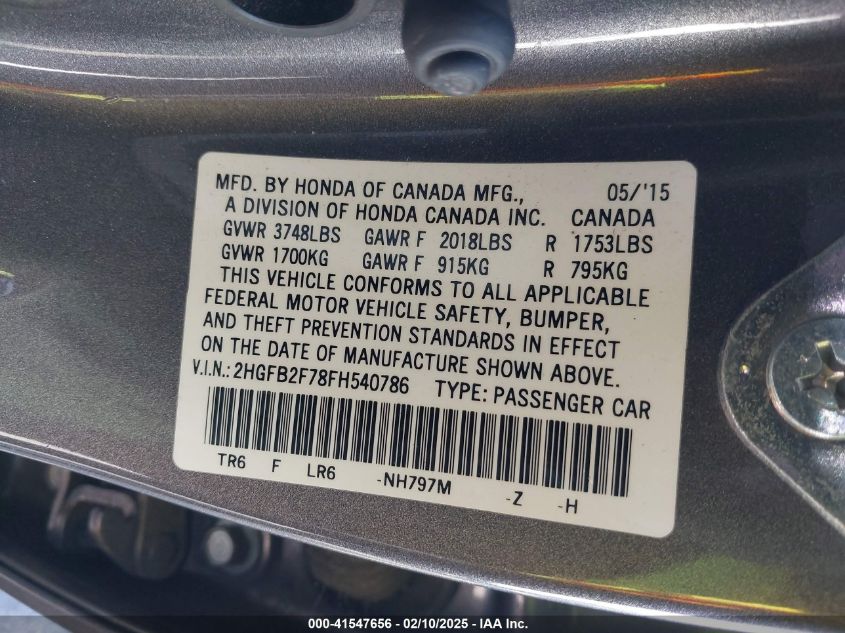 MFD. BY HONDA OF CANADA MFG., 05/'15
A DIVISION OF HONDA CANADA INC. CANADA
GVWR 3748LBS GAWR F 2018LBS R 1753LBS
GVWR 1700KG GAWR F 915KG R 795KG
THIS VEHICLE CONFORMS TO ALL APPLICABLE
FEDERAL MOTOR VEHICLE SAFETY, BUMPER,
AND THEFT PREVENTION STANDARDS IN EFFECT
ON THE DATE OF MANUFACTURE SHOWN ABOVE.
V.I.N.: 2HGFB2F78FH540786 TYPE: PASSENGER CAR
TR6 F LR6 -NH797M -Z -H
000-41547656 - 02/10/2025 - IAA Inc.